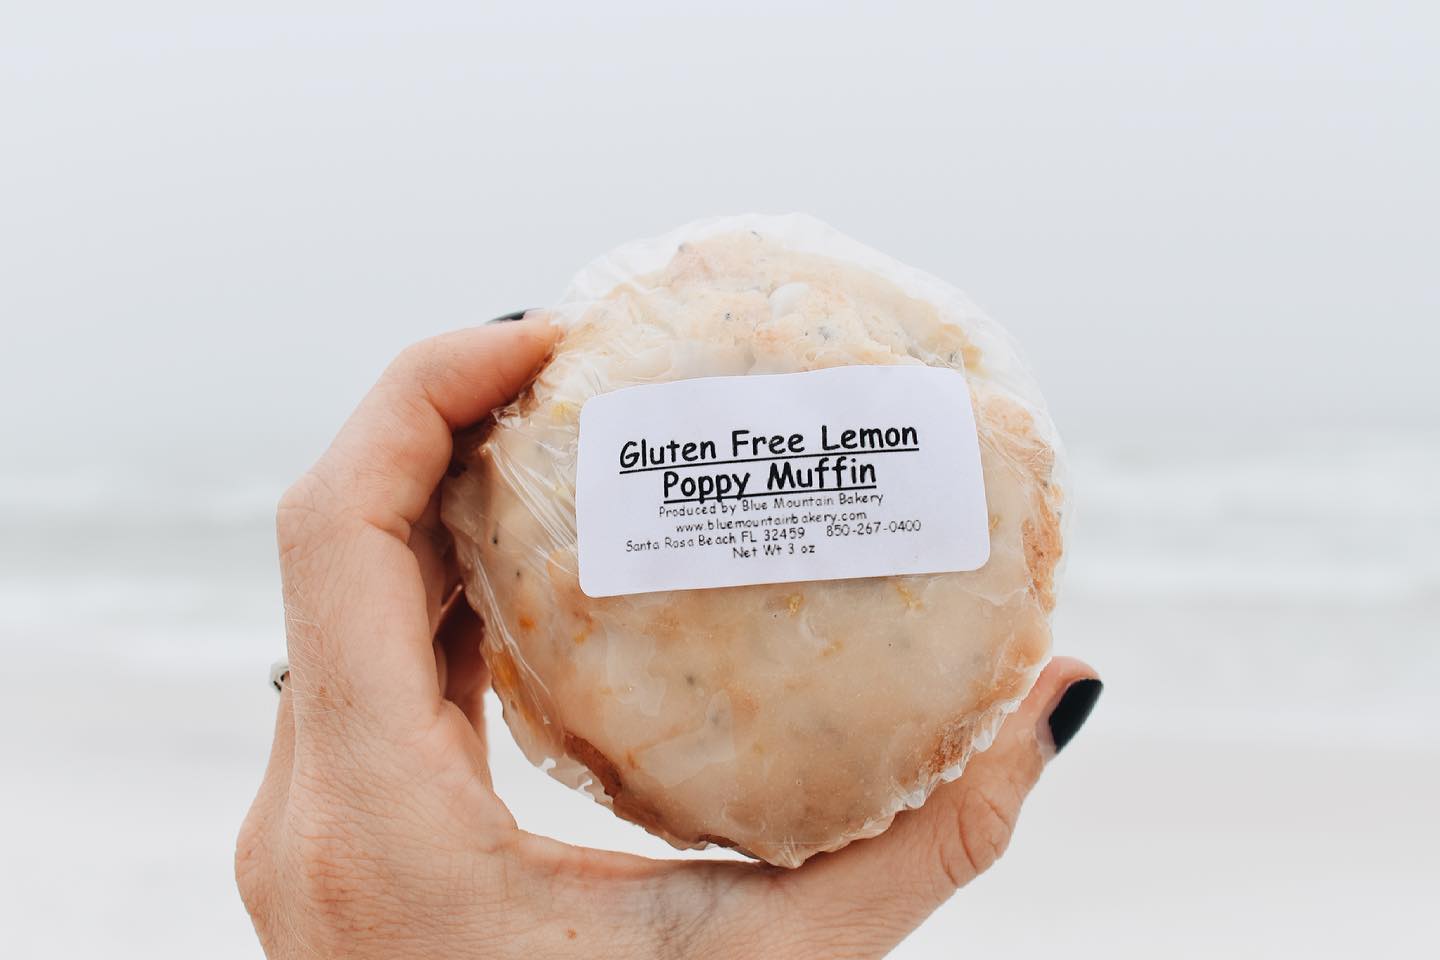 Gluten Free Lemon
Poppy Muffin
Produced by Blue Mountain Bakery
www.bluemountainbakery.com
Santa Rosa Beach FL 32459 850-267-0400
Net Wt 3 oz